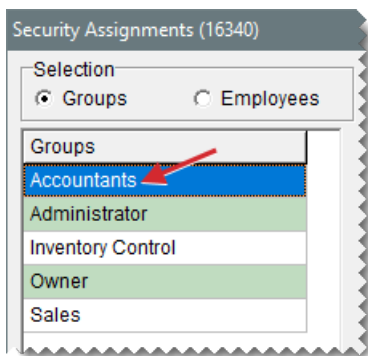 Security Assignments (16340)
Selection
Groups Employees
Groups
Accountants
Administrator
Inventory Control
Owner
Sales